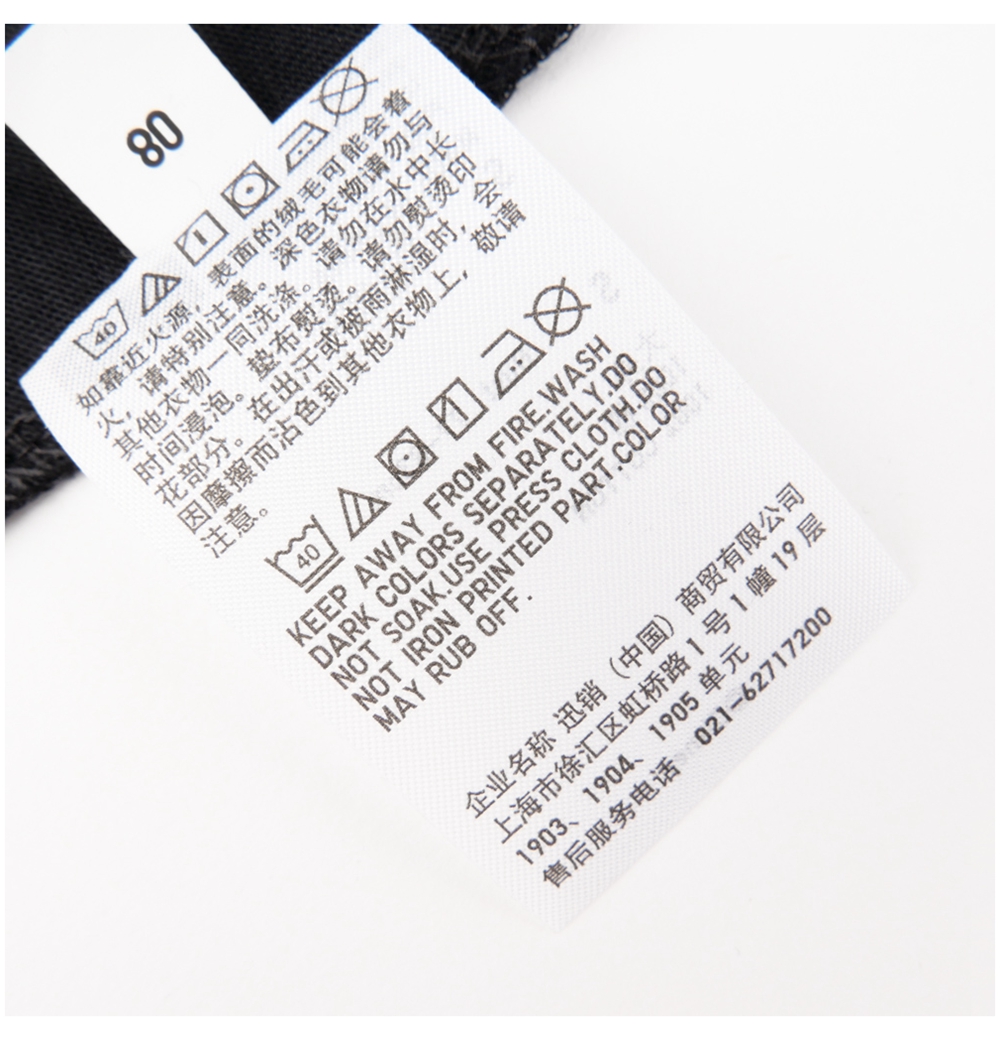 80
40
如靠近火源，表面的绒毛可能会着
火，请特别注意。深色衣物请勿与
其他衣物一同洗涤。请勿在水中长
时间浸泡。垫布熨烫。请勿熨烫印
花部分。在出汗或被雨淋湿时，会
因摩擦而沾色到其他衣物上，敬请
注意。
40
KEEP AWAY FROM FIRE.WASH
DARK COLORS SEPARATELY.DO
NOT SOAK.USE PRESS CLOTH.DO
NOT IRON PRINTED PART.COLOR
MAY RUB OFF.
企业名称 迅销（中国）商贸有限公司
上海市徐汇区虹桥路1号1幢19层
1903、1904、1905单元
售后服务电话 021-62717200